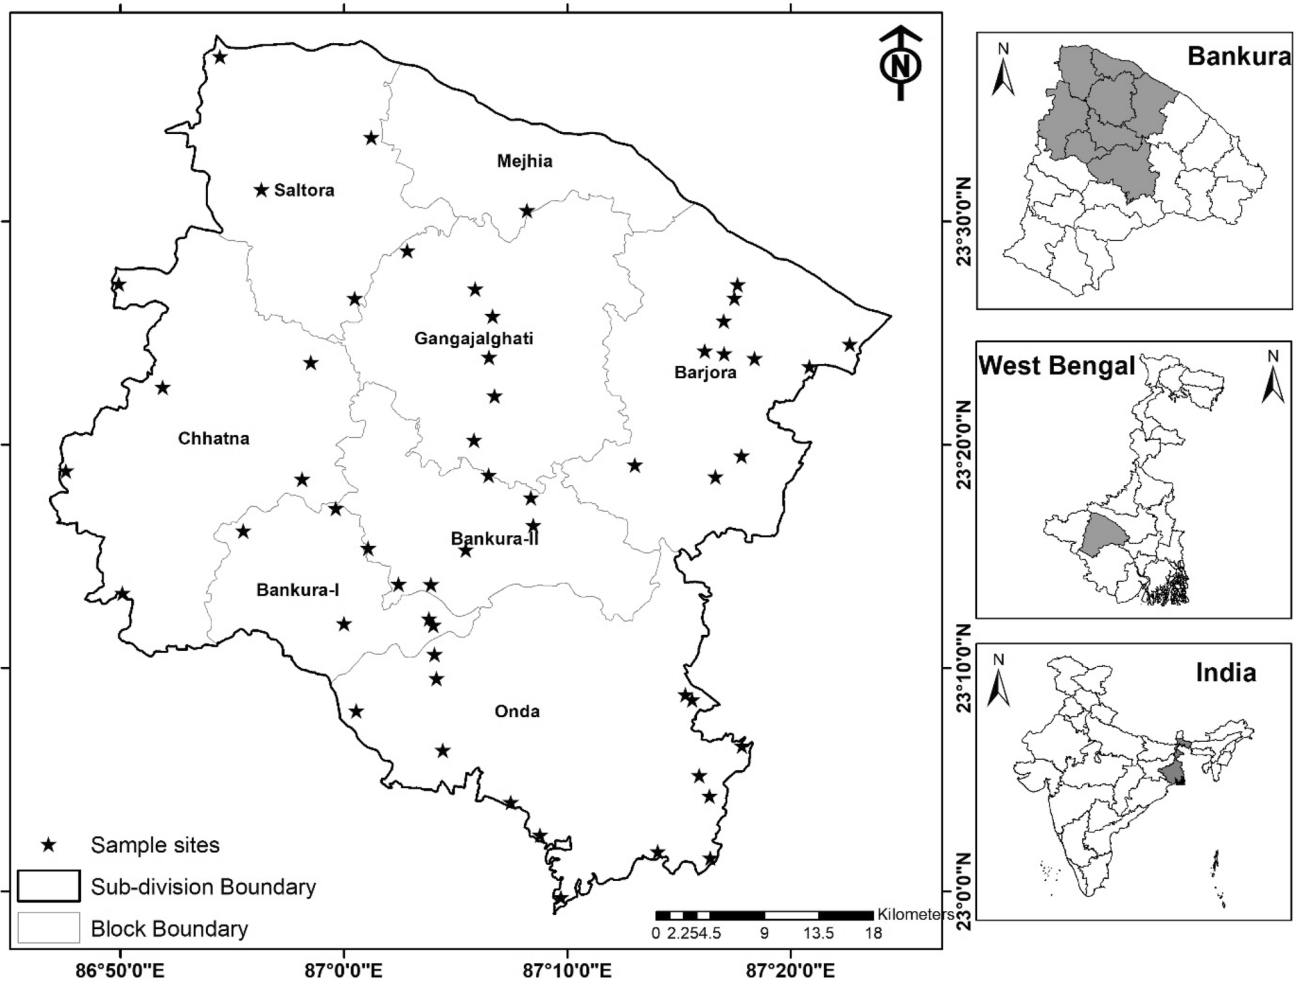 N
Mejhia
Saltora
Gangajalghati
Barjora
Chhatna
Bankura-II
Bankura-I
Onda
Sample sites
Sub-division Boundary
Block Boundary
Kilometers
0 2.25 4.5 9 13.5 18
86°50'0"E 87°0'0"E 87°10'0"E 87°20'0"E
23°30'0"N
23°20'0"N
23°10'0"N
23°0'0"N
N
Bankura
West Bengal
N
N
India